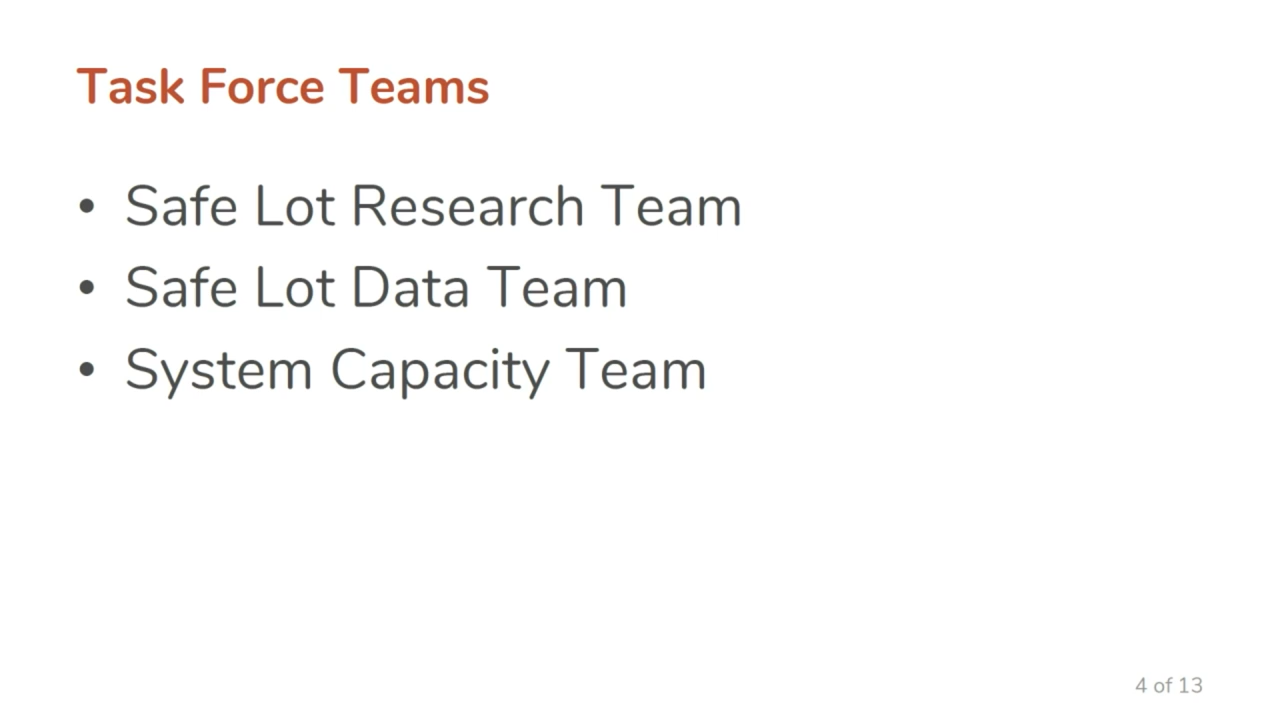 Task Force Teams
• Safe Lot Research Team
• Safe Lot Data Team
• System Capacity Team
4 of 13